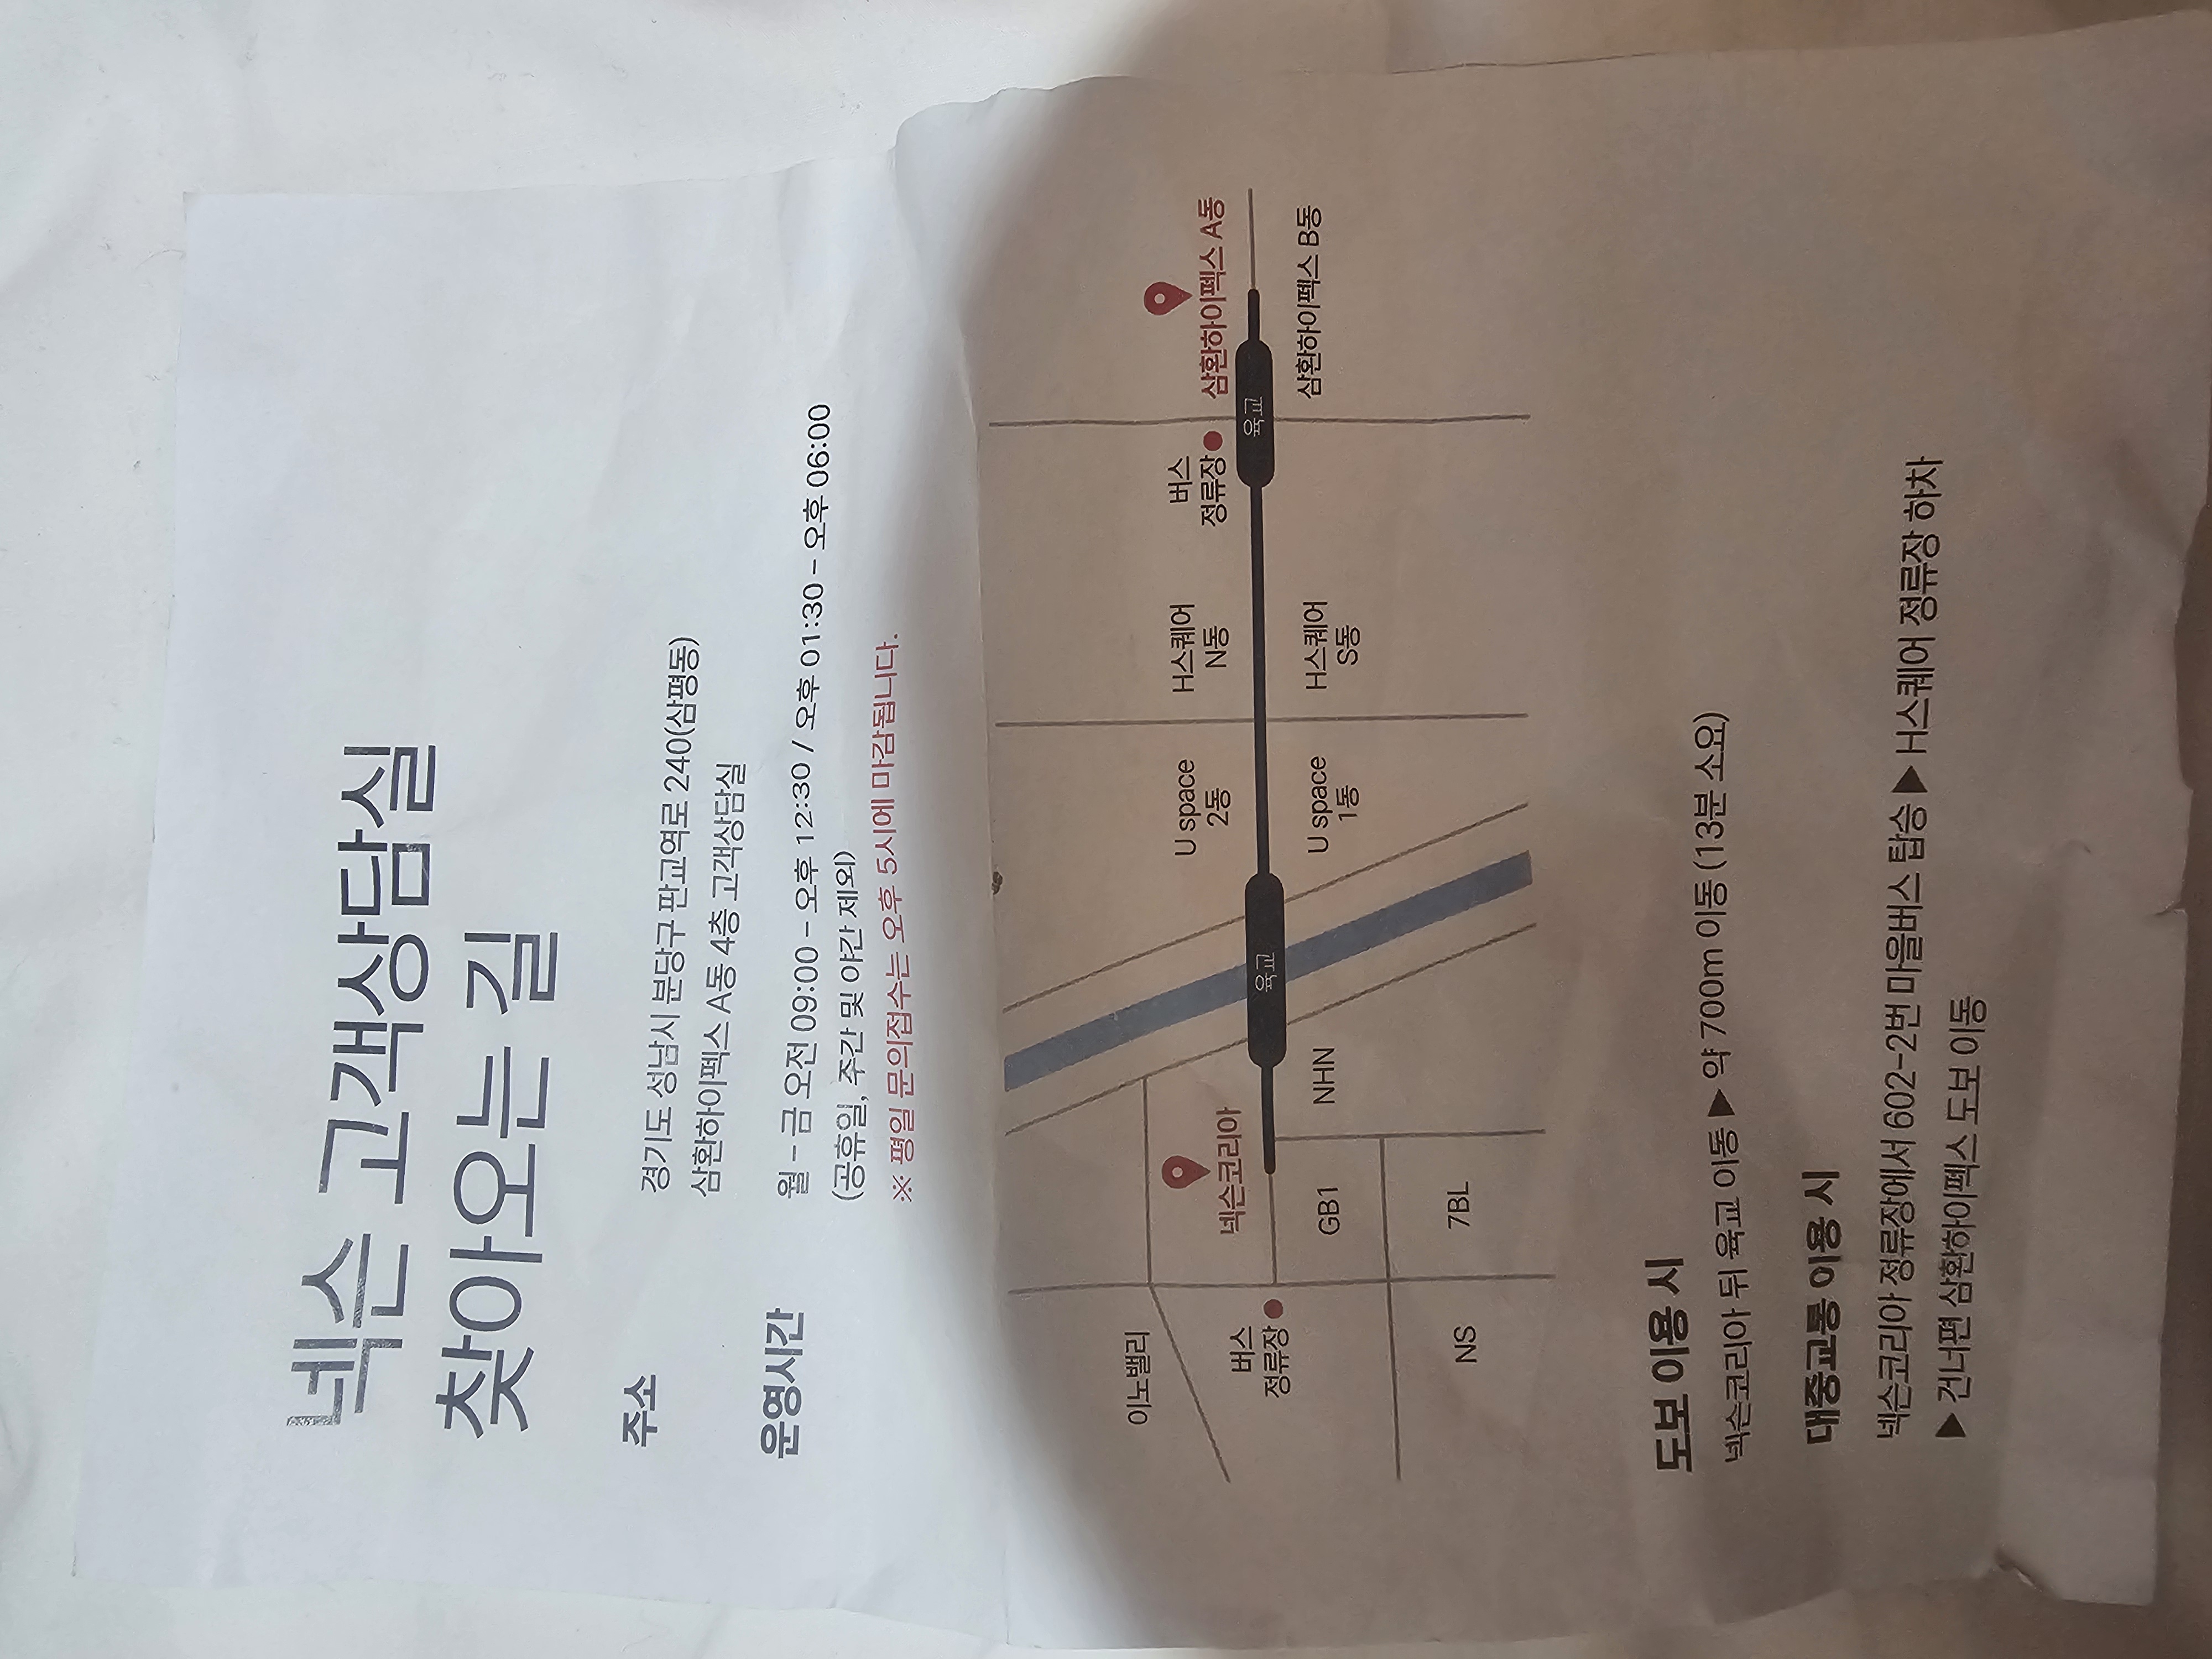 넥슨 고객상담실
찾아오는 길
주소
경기도 성남시 분당구 판교역로 240(삼평동)
삼환하이펙스 A동 4층 고객상담실
운영시간
월 – 금 오전 09:00 – 오후 12:30 / 오후 01:30 – 오후 06:00
(공휴일, 주간 및 야간 제외)
※ 평일 문의접수는 오후 5시에 마감됩니다.
이노밸리
버스
정류장
NS
넥슨코리아
GB1
7BL
NHN
육교
U space
2동
U space
1동
H스퀘어
N동
H스퀘어
S동
버스
정류장
육교
삼환하이펙스 A동
삼환하이펙스 B동
도보 이용 시
넥슨코리아 뒤 육교 이동 ▶ 약 700m 이동 (13분 소요)
대중교통 이용 시
넥슨코리아 정류장에서 602-2번 마을버스 탑승 ▶ H스퀘어 정류장 하차
▶ 건너편 삼환하이펙스 도보 이동